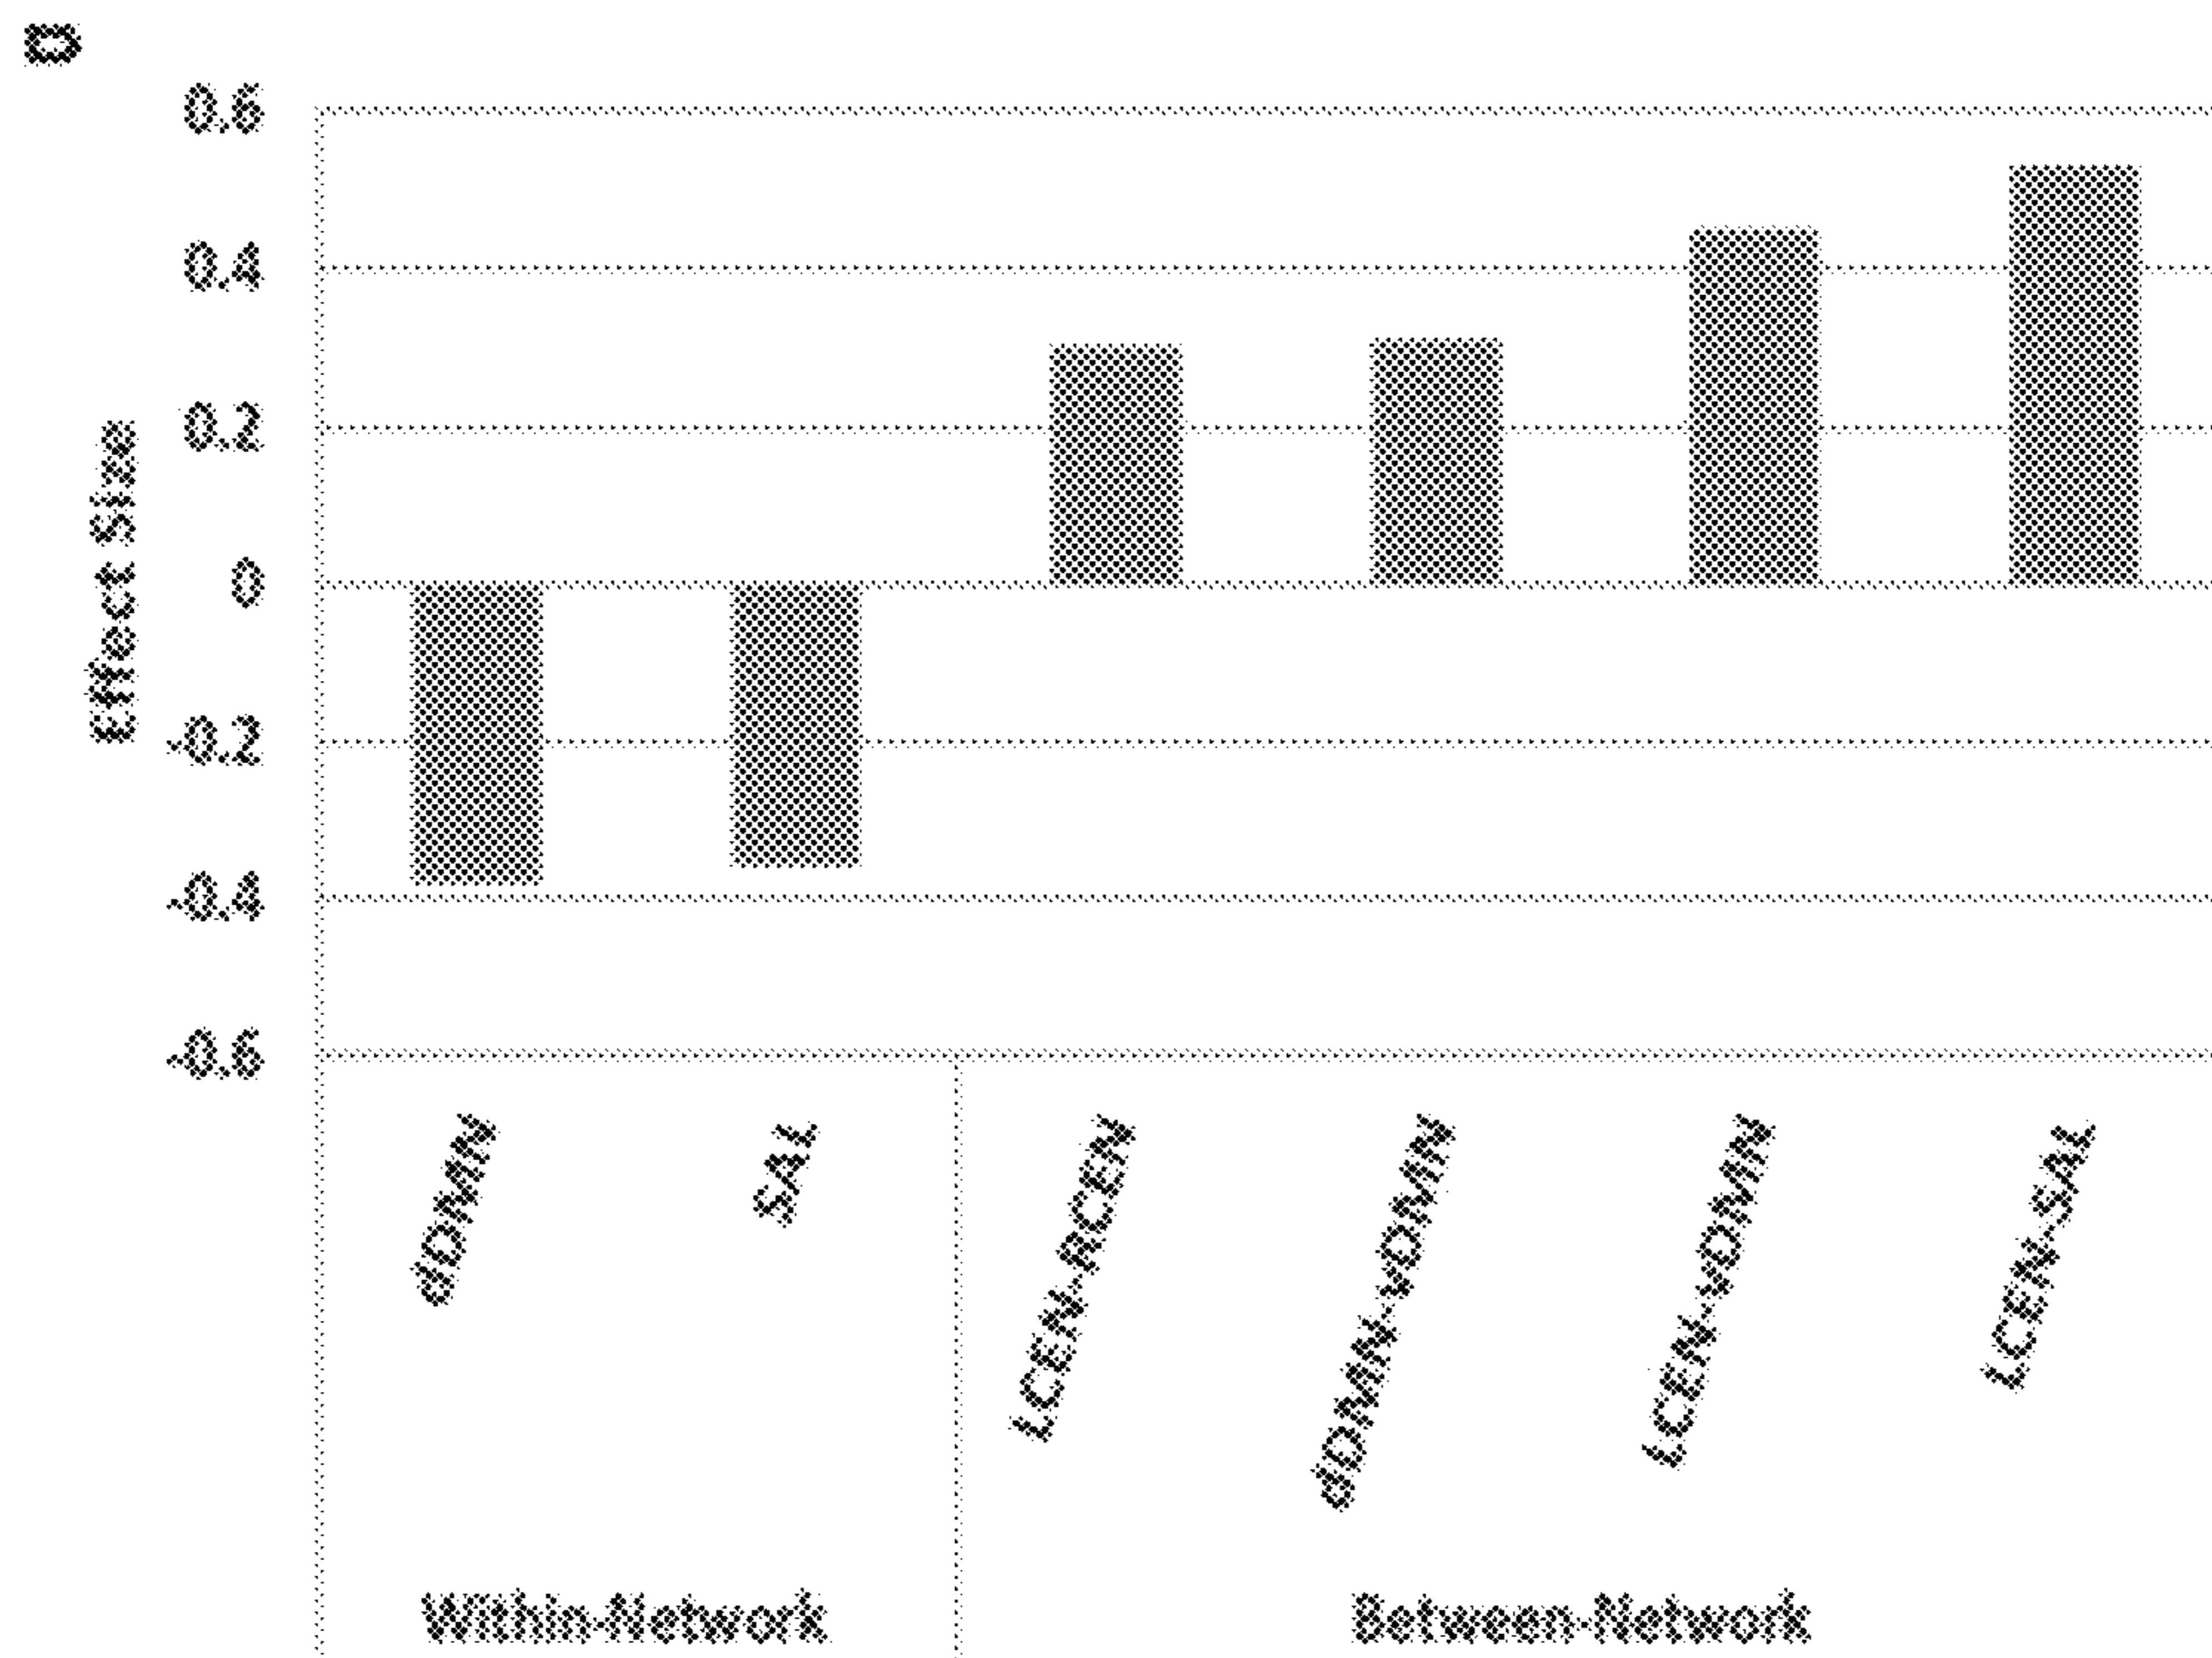 D
0.6
0.4
0.2
0
-0.2
-0.4
-0.6
Effect Size
dDMN
SAL
LCEN-RCEN
dDMN-vDMN
LCEN-vDMN
LCEN-SAL
Within-Network
Between-Network